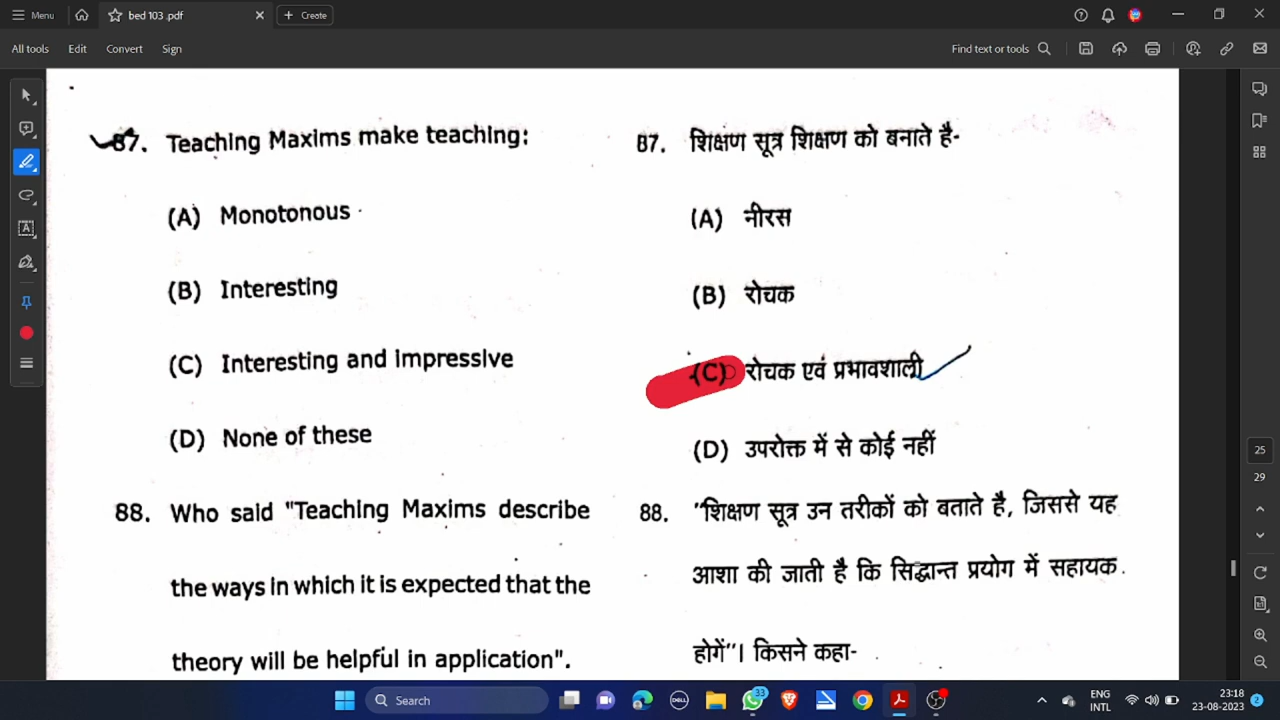 Menu
bed 103 .pdf
Create
All tools
Edit
Convert
Sign
Find text or tools
87. Teaching Maxims make teaching:
(A) Monotonous
(B) Interesting
(C) Interesting and impressive
(D) None of these
88. Who said "Teaching Maxims describe
the ways in which it is expected that the
theory will be helpful in application".
87. शिक्षण सूत्र शिक्षण को बनाते है-
(A) नीरस
(B) रोचक
(C) रोचक एवं प्रभावशाली
(D) उपरोक्त में से कोई नहीं
88. "शिक्षण सूत्र उन तरीकों को बताते है, जिससे यह
आशा की जाती है कि सिद्धान्त प्रयोग में सहायक
होगें"। किसने कहा-
25
29
Search
DELL
33
ENG
INTL
23:18
23-08-2023
2